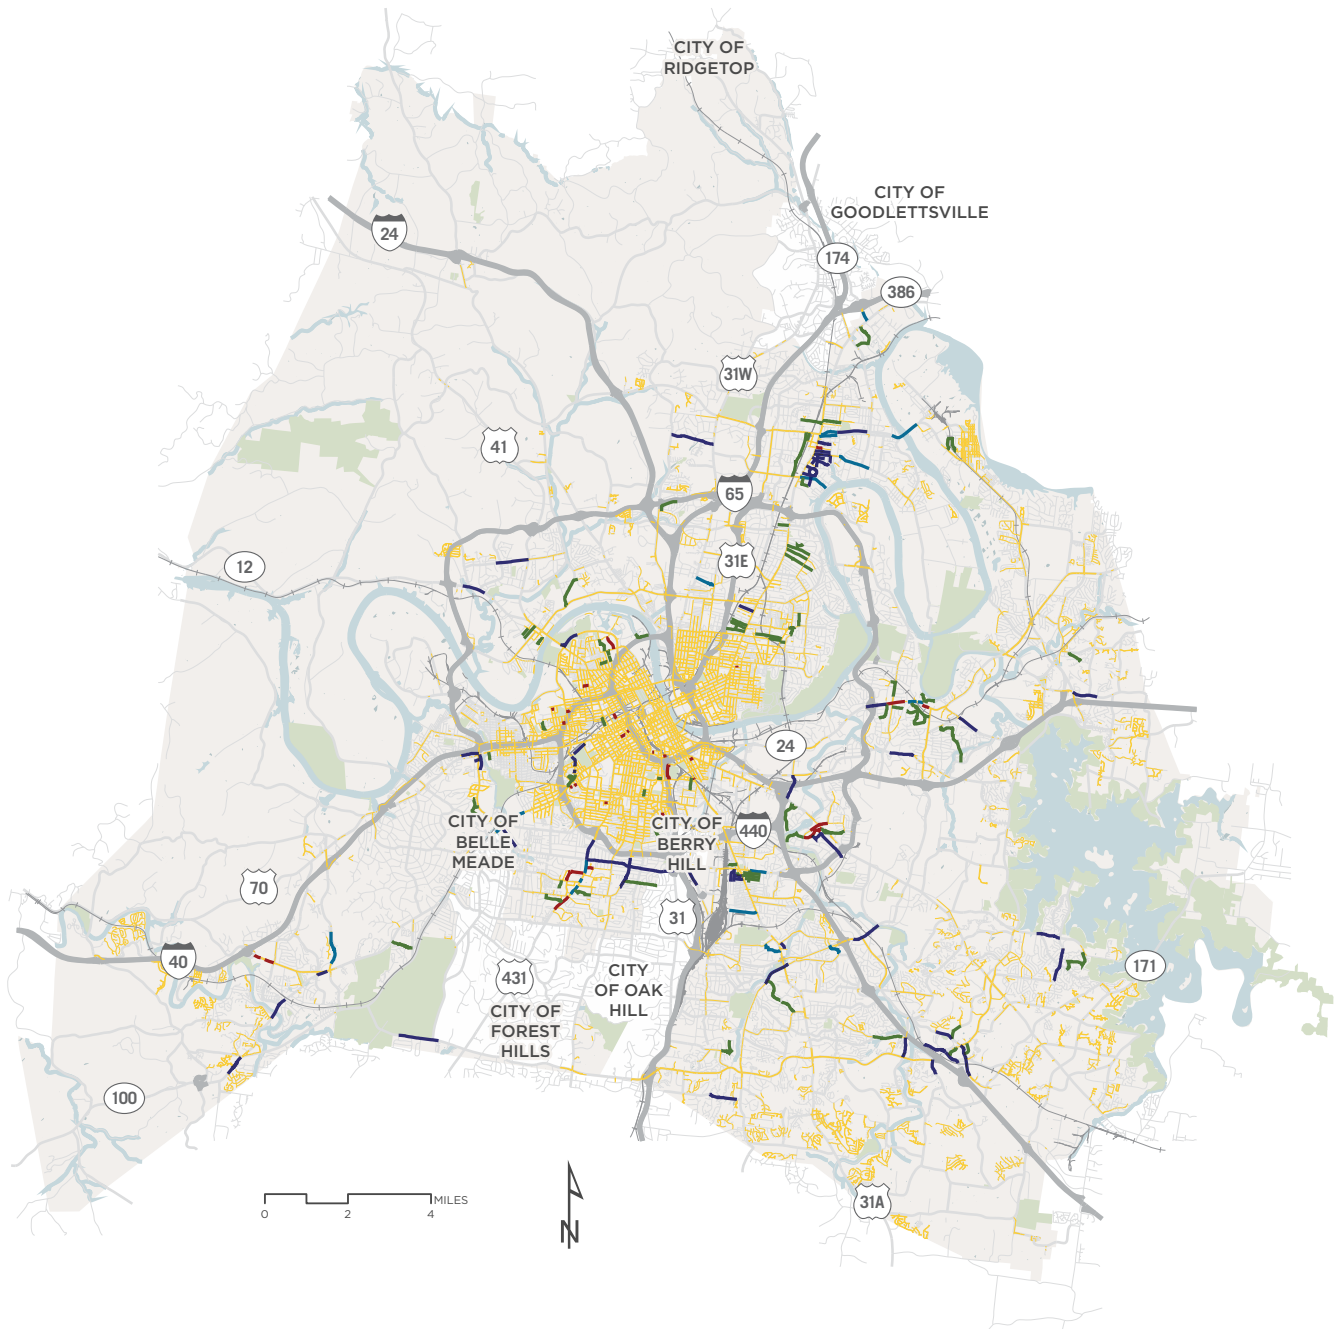 CITY OF
RIDGETOP
CITY OF
GOODLETTSVILLE
24
174
386
31W
41
65
12
31E
24
CITY OF
BELLE
MEADE
CITY OF
BERRY
HILL
440
70
31
40
431
CITY
OF OAK
HILL
171
CITY OF
FOREST
HILLS
100
31A
MILES
0
2
4
N